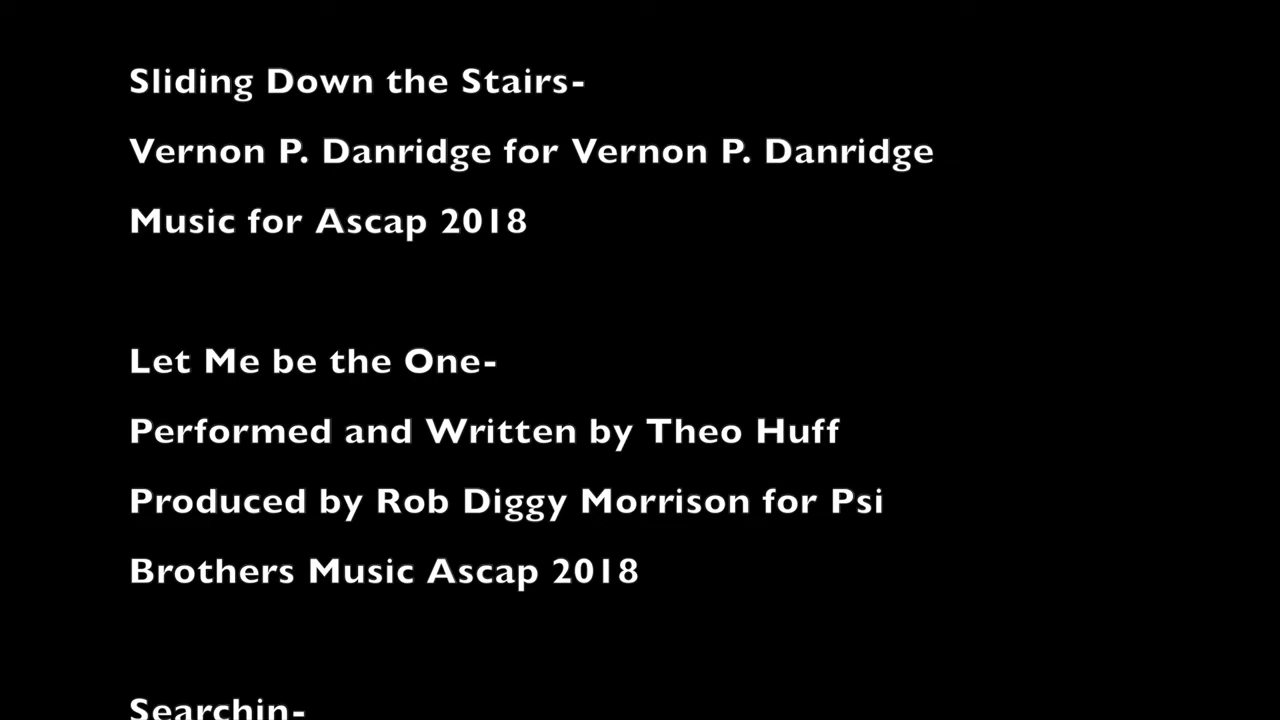 Sliding Down the Stairs-
Vernon P. Danridge for Vernon P. Danridge
Music for Ascap 2018
Let Me be the One-
Performed and Written by Theo Huff
Produced by Rob Diggy Morrison for Psi
Brothers Music Ascap 2018
Searchin-